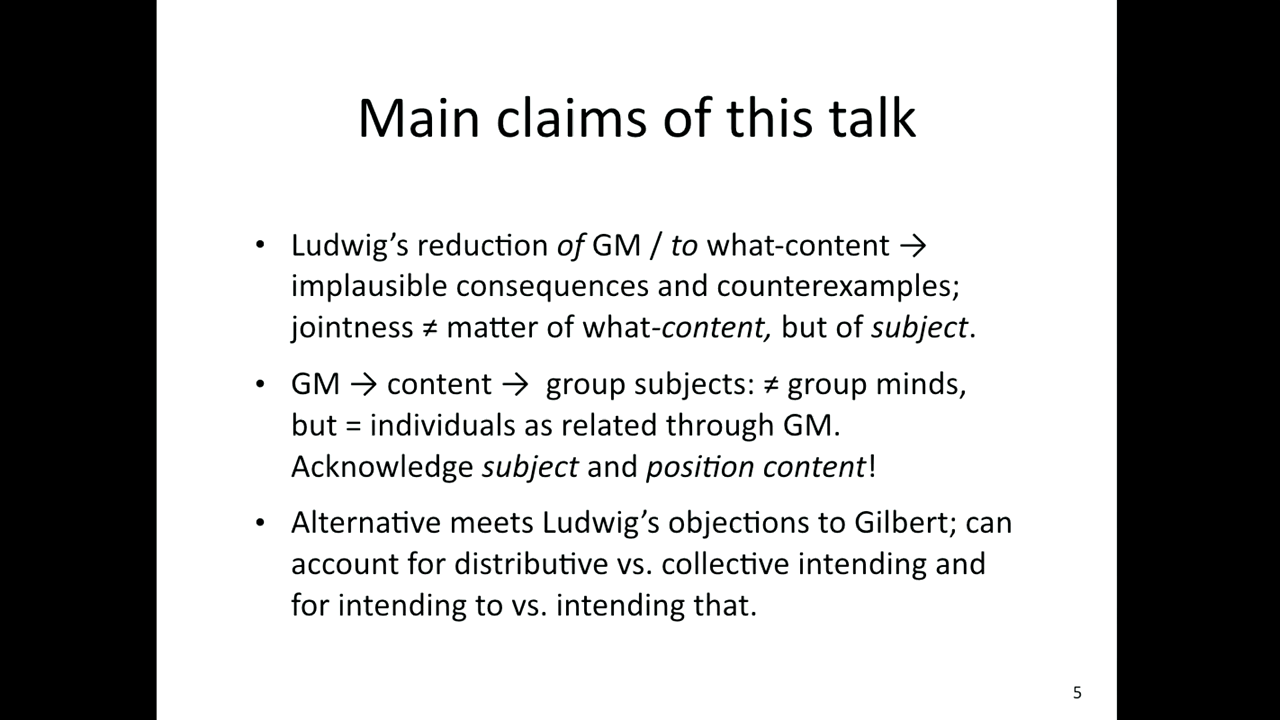 Main claims of this talk
• Ludwig’s reduction of GM / to what-content →
implausible consequences and counterexamples;
jointness ≠ matter of what-content, but of subject.
• GM → content → group subjects: ≠ group minds,
but = individuals as related through GM.
Acknowledge subject and position content!
• Alternative meets Ludwig’s objections to Gilbert; can
account for distributive vs. collective intending and
for intending to vs. intending that.
5